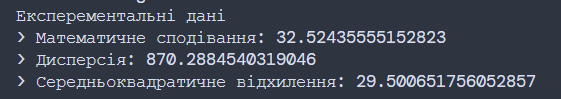 Експерементальні дані
> Математичне сподівання: 32.52435555152823
> Дисперсія: 870.2884540319046
> Середньоквадратичне відхилення: 29.500651756052857